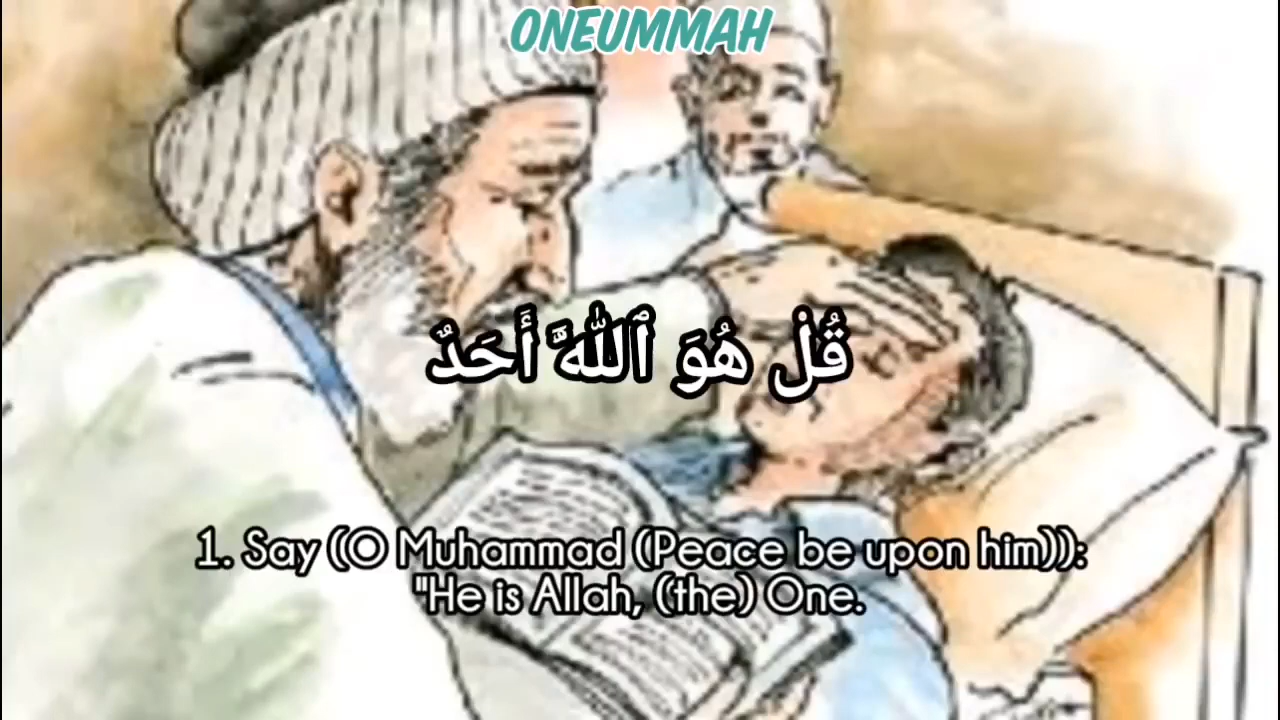 ONEUMMAH
قُلْ هُوَ ٱللَّهُ أَحَدٌ
1. Say (O Muhammad (Peace be upon him)):
"He is Allah, (the) One.